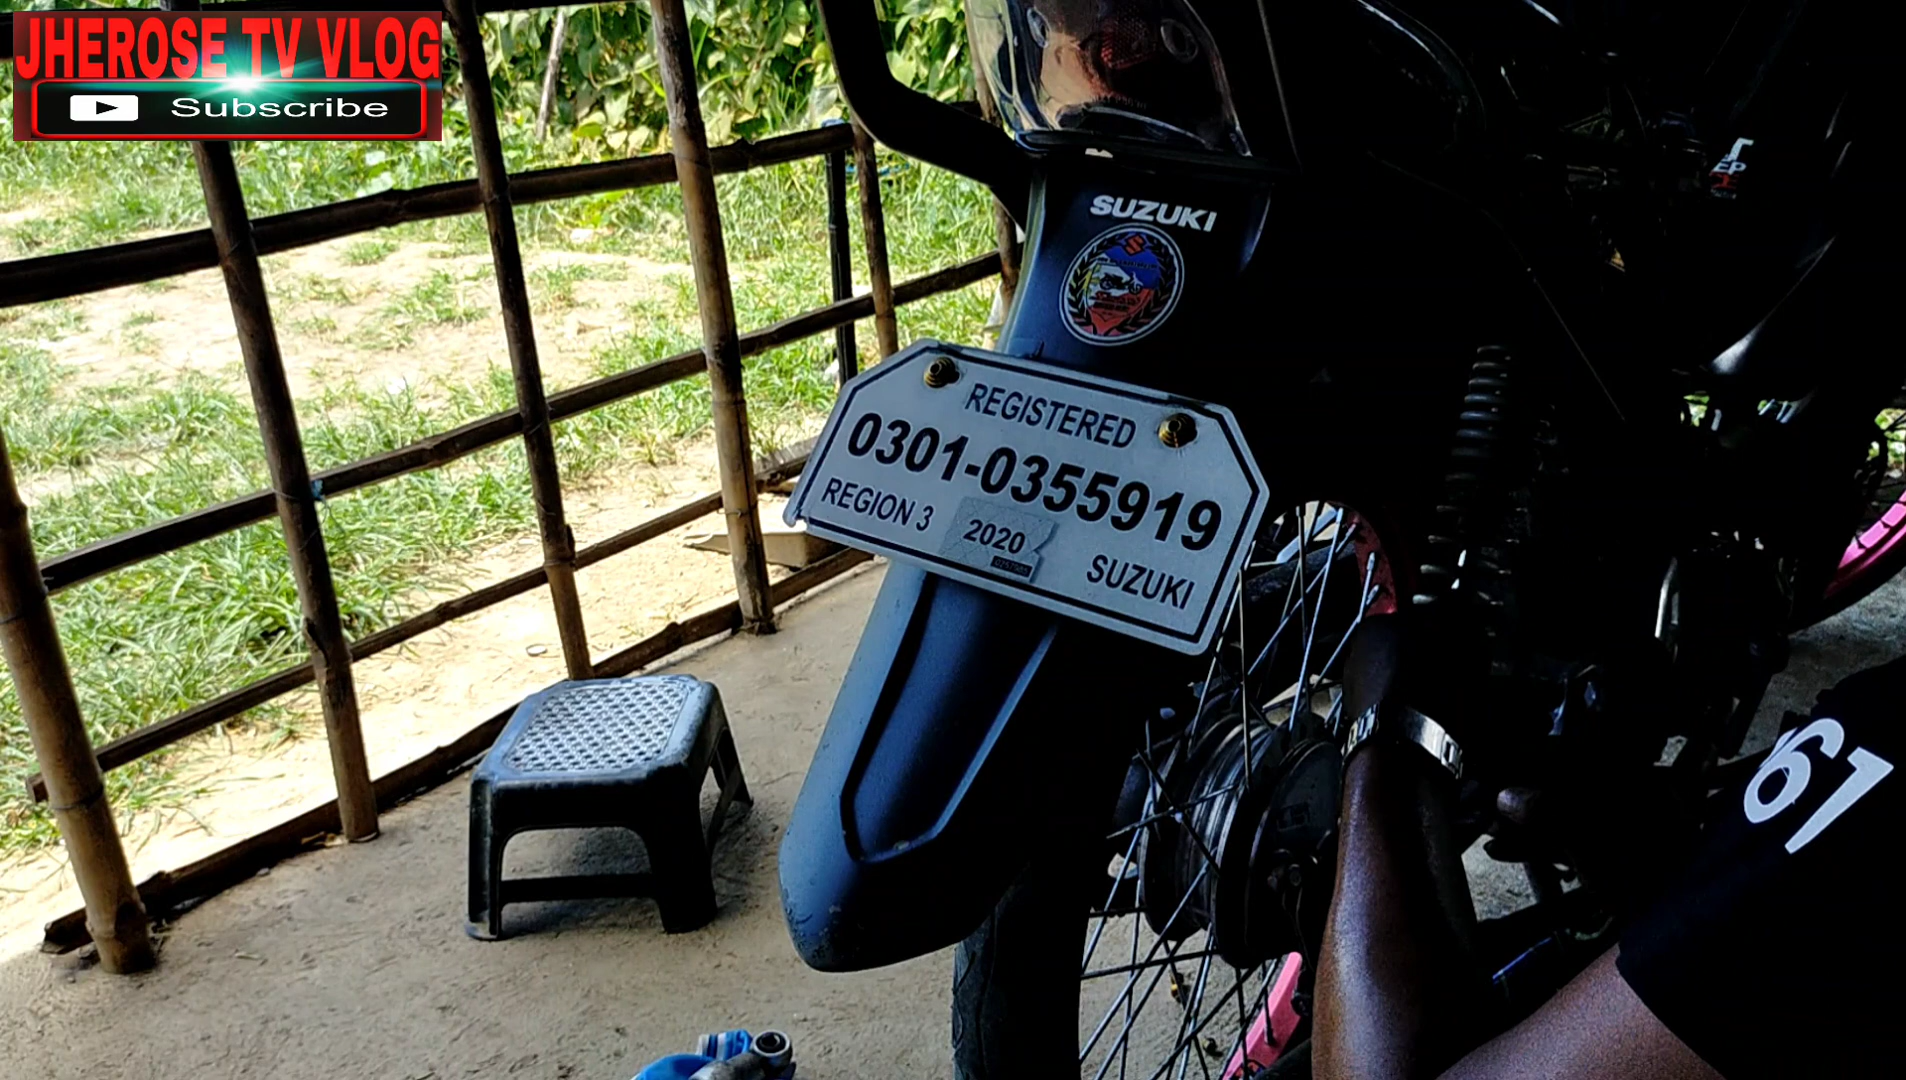 JHEROSE TV VLOG
Subscribe
SUZUKI
REGISTERED
0301-0355919
REGION 3
2020
SUZUKI
61